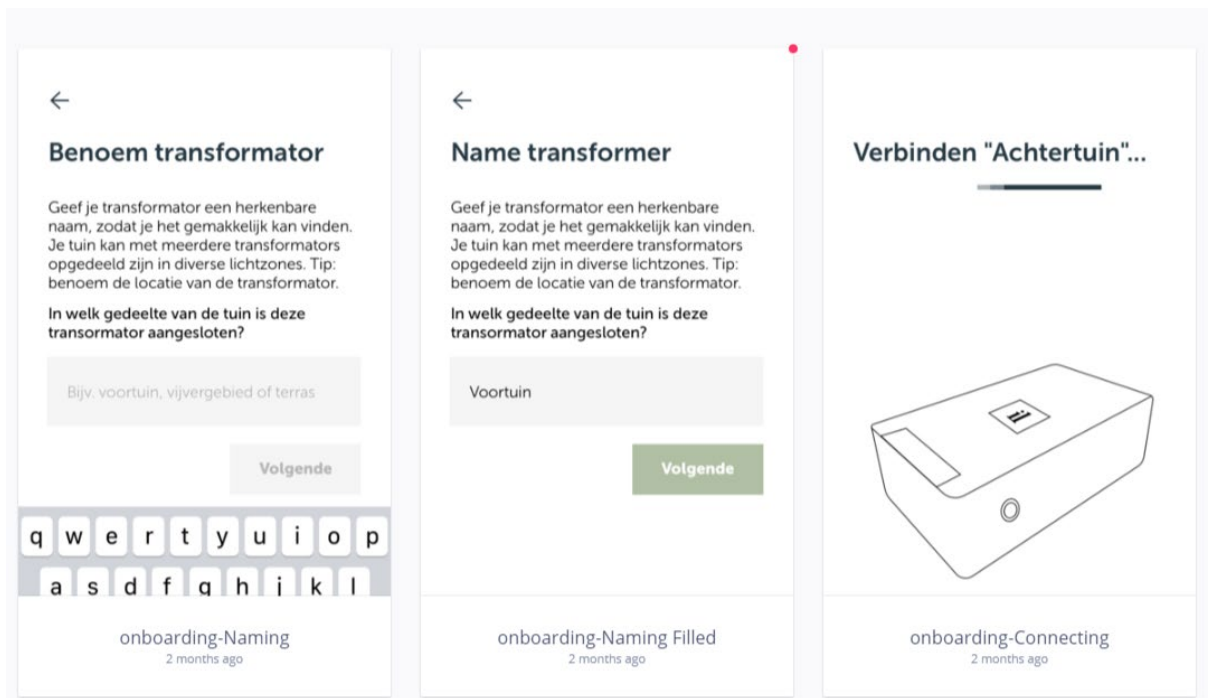 Benoem transformator
Geef je transformator een herkenbare
naam, zodat je het gemakkelijk kan vinden.
Je tuin kan met meerdere transformators
opgedeeld zijn in diverse lichtzones. Tip:
benoem de locatie van de transformator.
In welk gedeelte van de tuin is deze
transormator aangesloten?
Bijv. voortuin, vijvergebied of terras
Volgende
q w e r t y u i o p
a s d f g h j k l
onboarding-Naming
2 months ago
Name transformer
Geef je transformator een herkenbare
naam, zodat je het gemakkelijk kan vinden.
Je tuin kan met meerdere transformators
opgedeeld zijn in diverse lichtzones. Tip:
benoem de locatie van de transformator.
In welk gedeelte van de tuin is deze
transormator aangesloten?
Voortuin
Volgende
onboarding-Naming Filled
2 months ago
Verbinden "Achtertuin"...
onboarding-Connecting
2 months ago